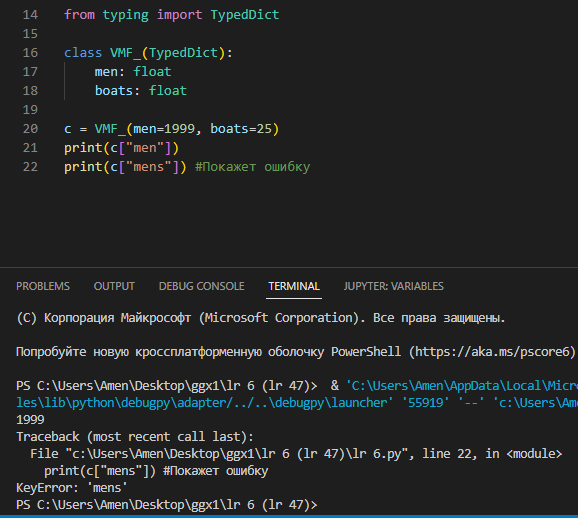 14 from typing import TypedDict
15
16 class VMF_(TypedDict):
17     men: float
18     boats: float
19
20 c = VMF_(men=1999, boats=25)
21 print(c["men"])
22 print(c["mens"]) #Покажет ошибку
PROBLEMS OUTPUT DEBUG CONSOLE TERMINAL JUPYTER: VARIABLES
(C) Корпорация Майкрософт (Microsoft Corporation). Все права защищены.
Попробуйте новую кроссплатформенную оболочку PowerShell (https://aka.ms/pscore6)
PS C:\Users\Amen\Desktop\ggx1\lr 6 (lr 47)>  & 'C:\Users\Amen\AppData\Local\Micro
les\lib\python\debugpy\adapter/../..\debugpy\launcher' '55919' '--' 'c:\Users\Ame
1999
Traceback (most recent call last):
  File "c:\Users\Amen\Desktop\ggx1\lr 6 (lr 47)\lr 6.py", line 22, in <module>
    print(c["mens"]) #Покажет ошибку
KeyError: 'mens'
PS C:\Users\Amen\Desktop\ggx1\lr 6 (lr 47)>